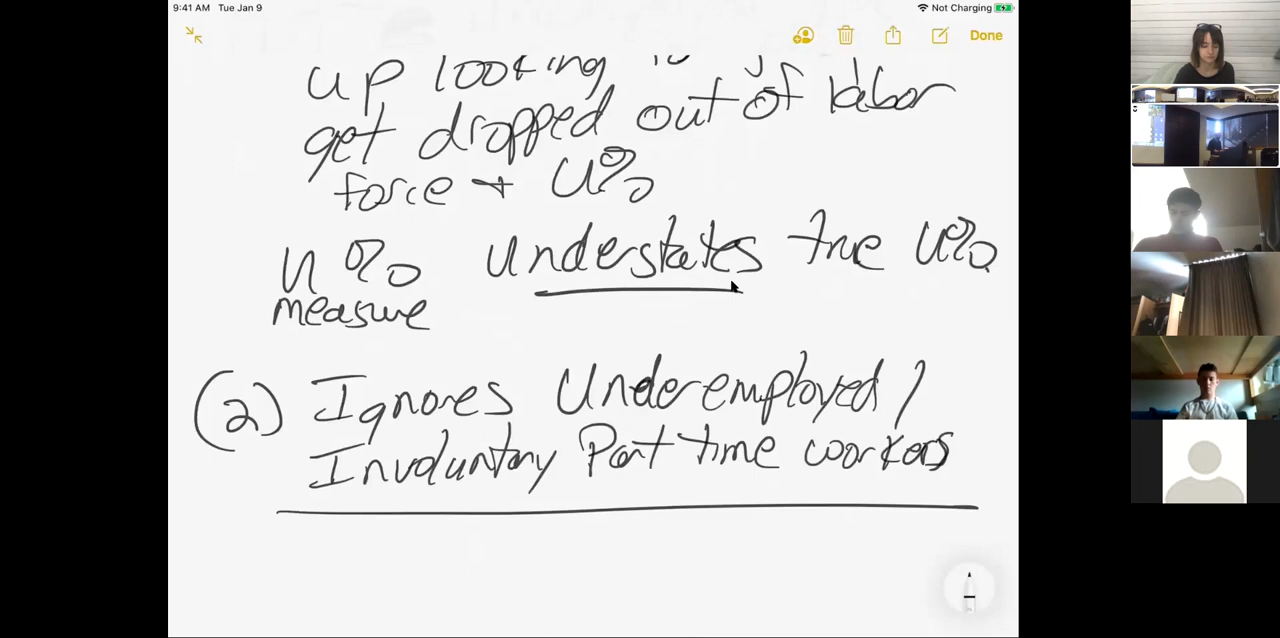 9:41 AM Tue Jan 9
Not Charging
Done
up looking
get dropped out of labor
force + U%
U% understates true U%
measure
(2) Ignores Underemployed /
Involuntary Part time workers